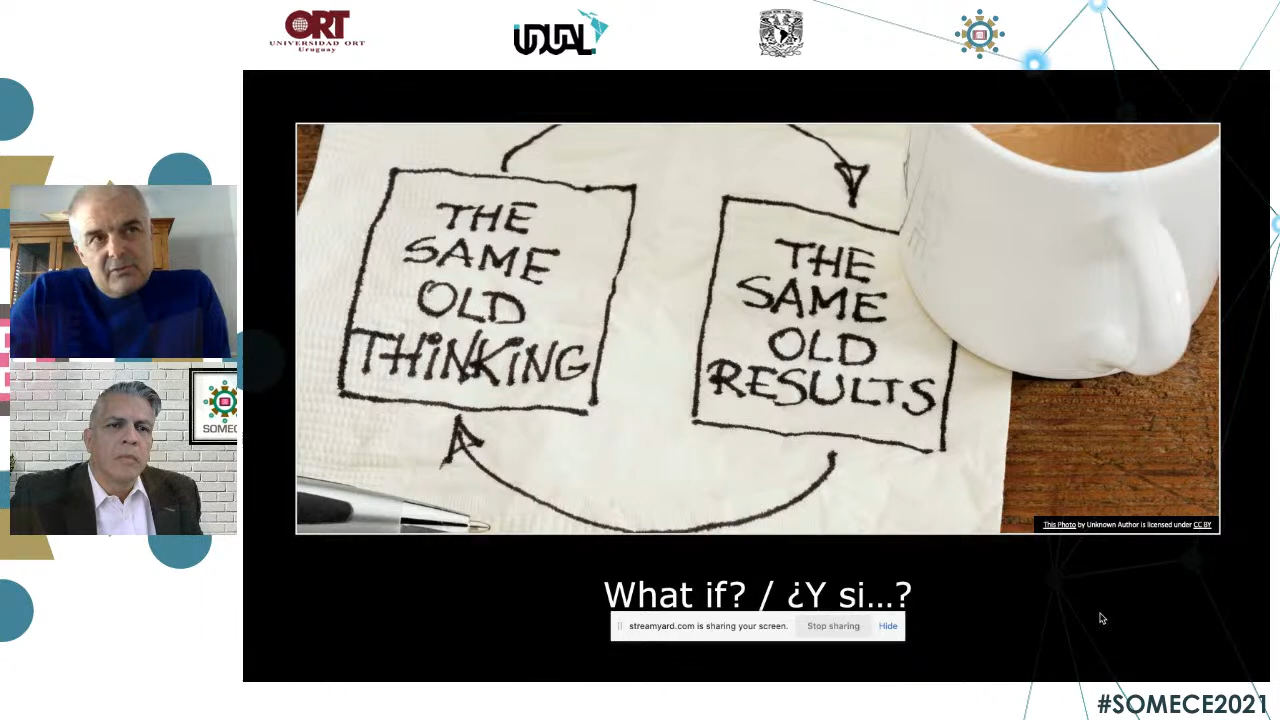 ORT
UNIVERSIDAD ORT
Uruguay
UDUAL
THE
SAME
OLD
THiNKiNG
THE
SAME
OLD
RESULTS
SOMEC
This Photo by Unknown Author is licensed under CC BY
What if? / ¿Y si...?
streamyard.com is sharing your screen. Stop sharing Hide
#SOMECE2021